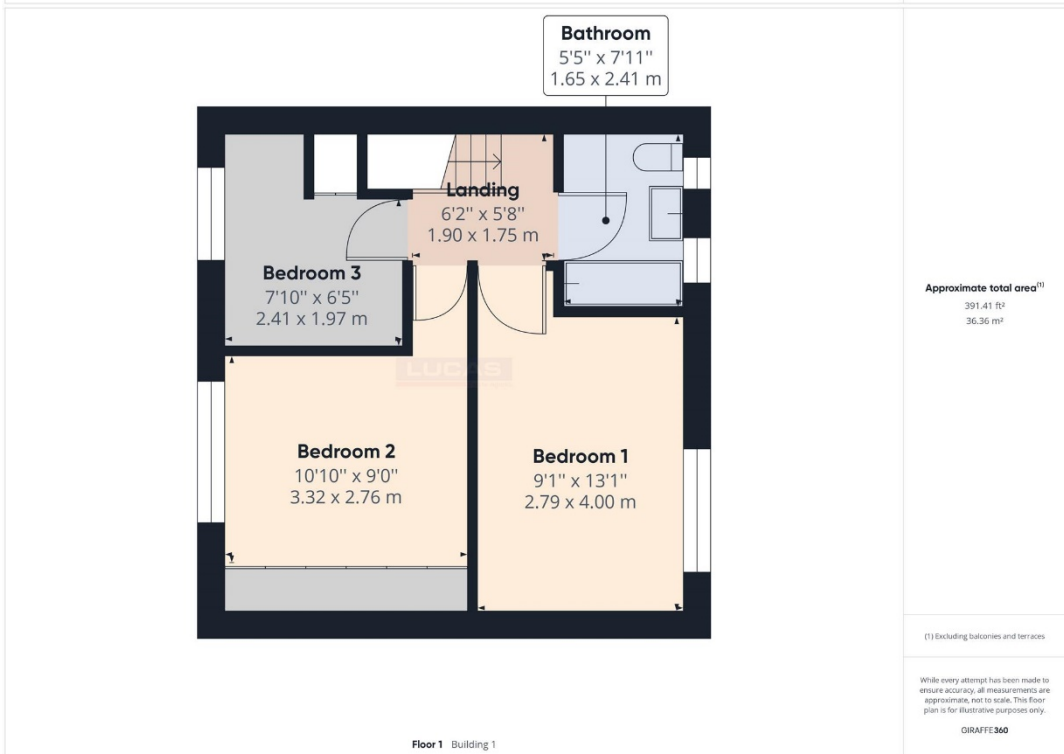 Bathroom
5'5'' x 7'11''
1.65 x 2.41 m
Landing
6'2'' x 5'8''
1.90 x 1.75 m
Bedroom 3
7'10'' x 6'5''
2.41 x 1.97 m
LUCAS
Bedroom 2
10'10'' x 9'0''
3.32 x 2.76 m
Bedroom 1
9'1'' x 13'1''
2.79 x 4.00 m
Floor 1 Building 1
Approximate total area(1)
391.41 ft²
36.36 m²
(1) Excluding balconies and terraces
While every attempt has been made to
ensure accuracy, all measurements are
approximate, not to scale. This floor
plan is for illustrative purposes only.
GIRAFFE360